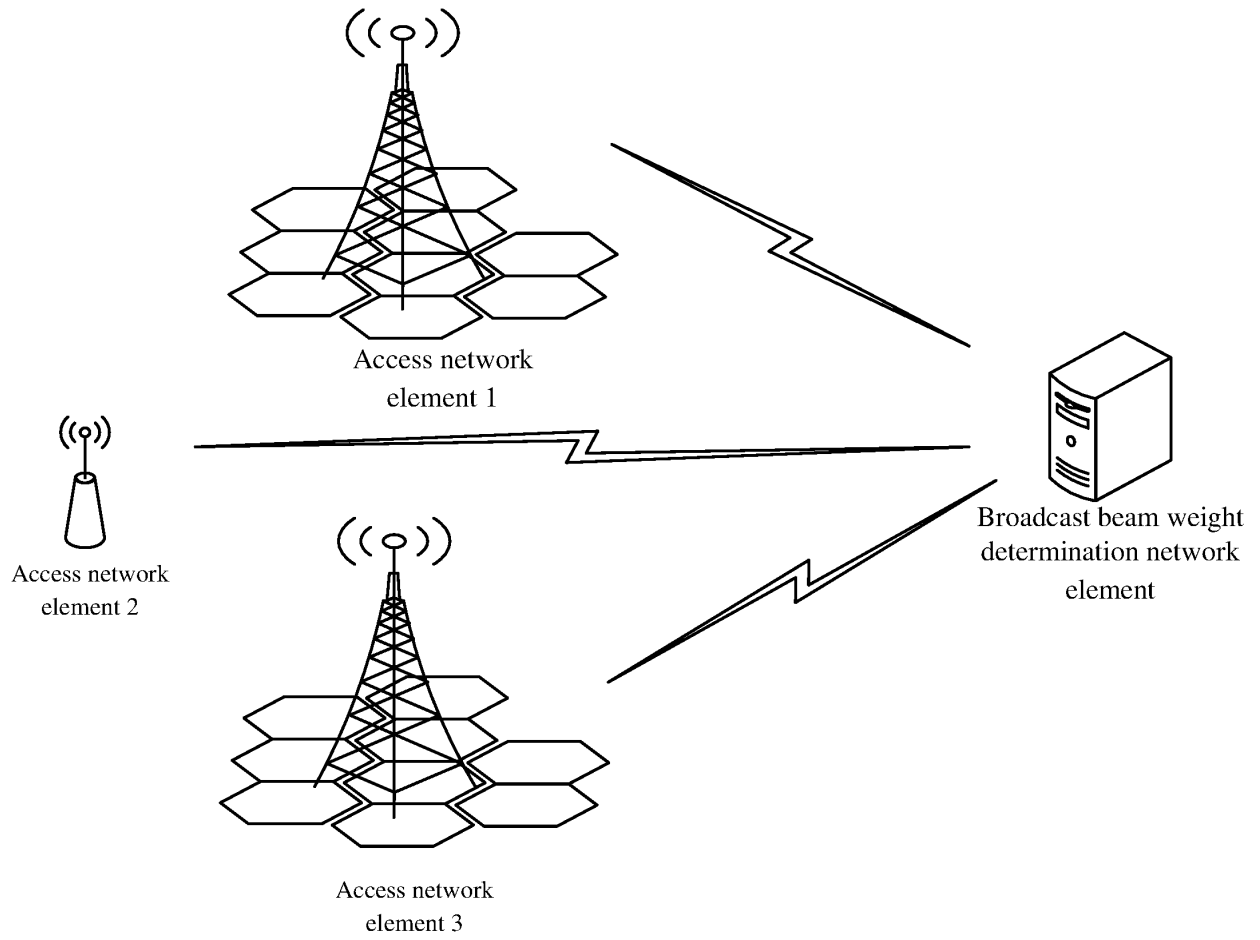 Access network
element 1
Access network
element 2
Broadcast beam weight
determination network
element
Access network
element 3